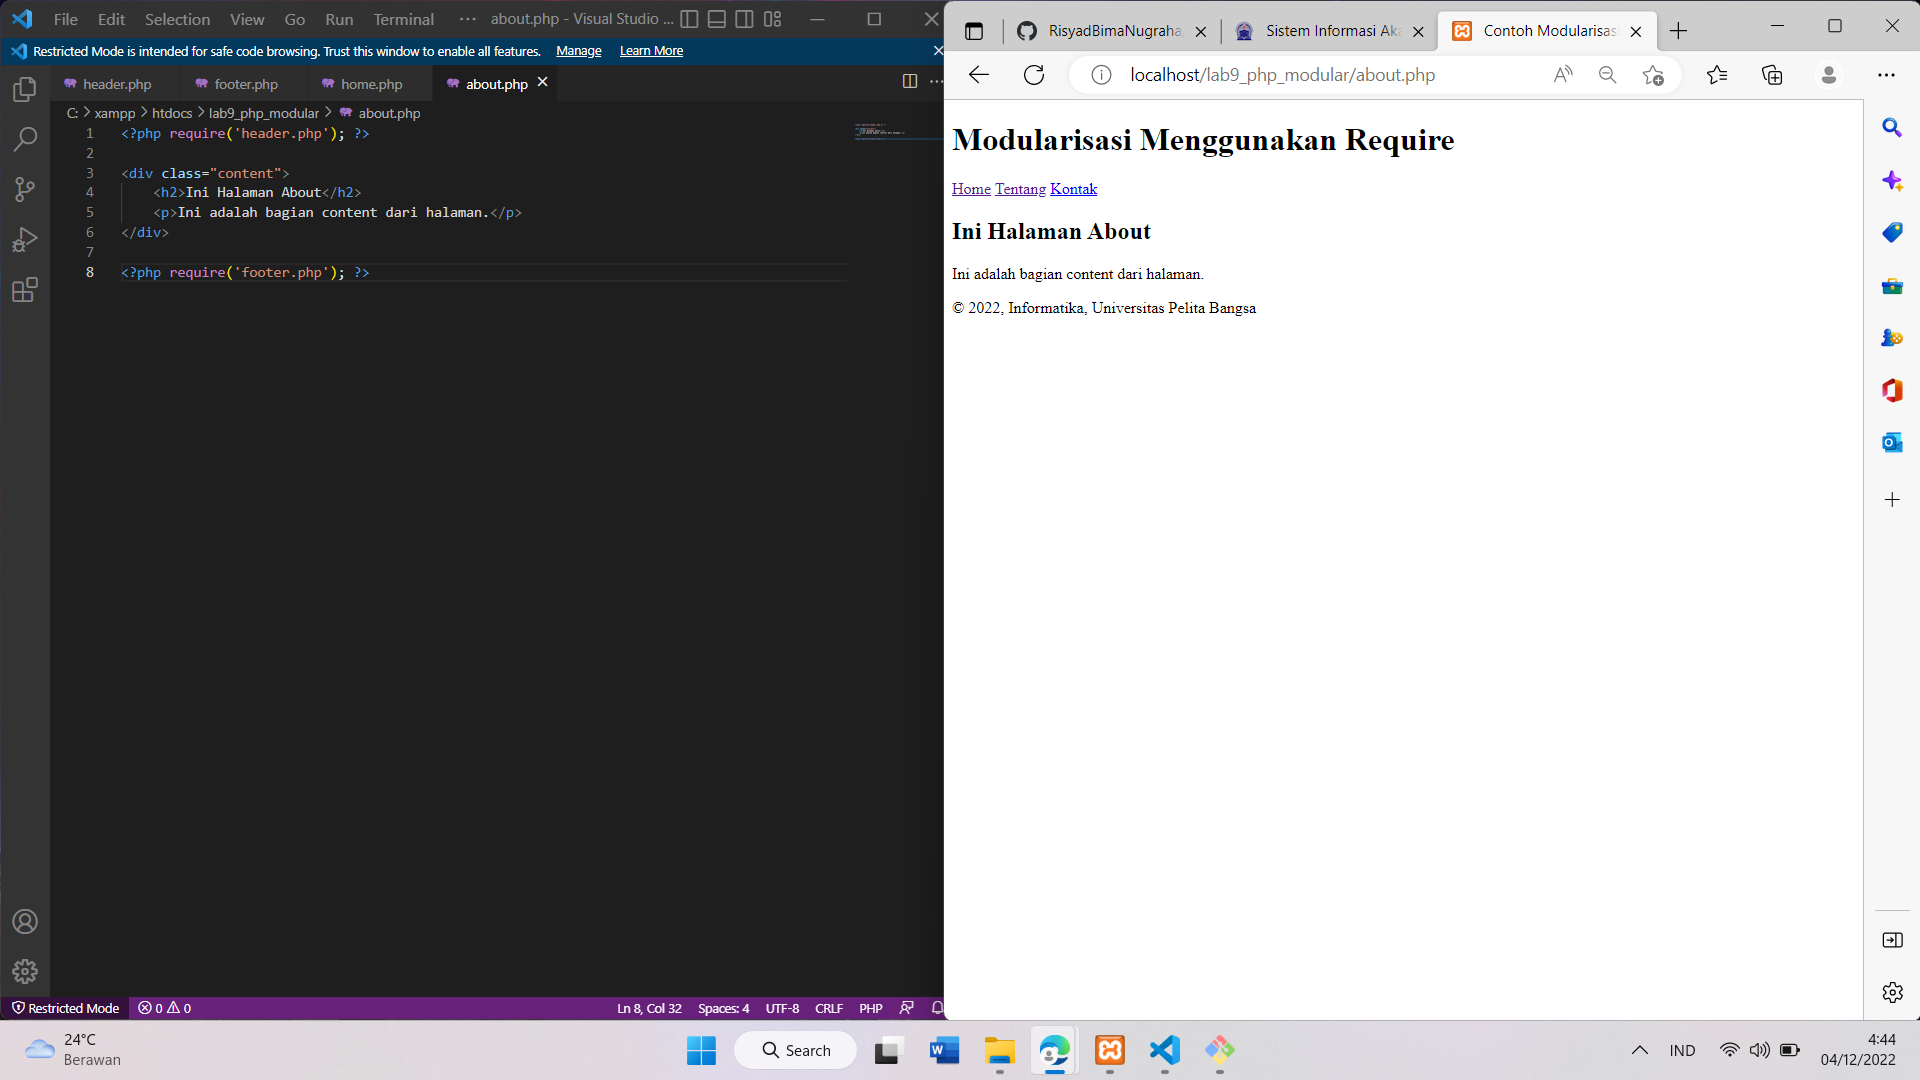 File Edit Selection View Go Run Terminal ··· about.php - Visual Studio ...
Restricted Mode is intended for safe code browsing. Trust this window to enable all features. Manage Learn More
header.php footer.php home.php about.php
C: > xampp > htdocs > lab9_php_modular > about.php
1 <?php require('header.php'); ?>
2
3 <div class="content">
4 <h2>Ini Halaman About</h2>
5 <p>Ini adalah bagian content dari halaman.</p>
6 </div>
7
8 <?php require('footer.php'); ?>
Restricted Mode 0 0 Ln 8, Col 32 Spaces: 4 UTF-8 CRLF PHP
RisyadBimaNugraha Sistem Informasi Aka Contoh Modularisas
localhost/lab9_php_modular/about.php
Modularisasi Menggunakan Require
Home Tentang Kontak
Ini Halaman About
Ini adalah bagian content dari halaman.
© 2022, Informatika, Universitas Pelita Bangsa
24°C
Berawan
Search
IND
4:44
04/12/2022